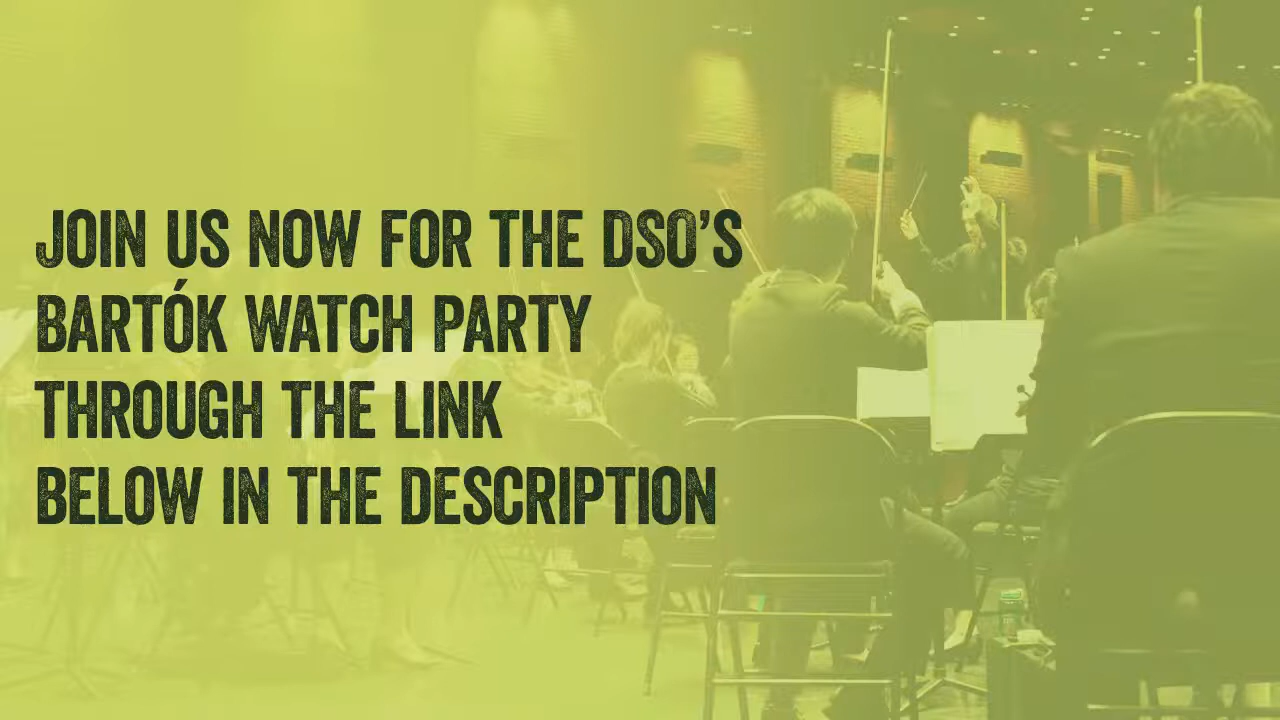 JOIN US NOW FOR THE DSO'S
BARTÓK WATCH PARTY
THROUGH THE LINK
BELOW IN THE DESCRIPTION